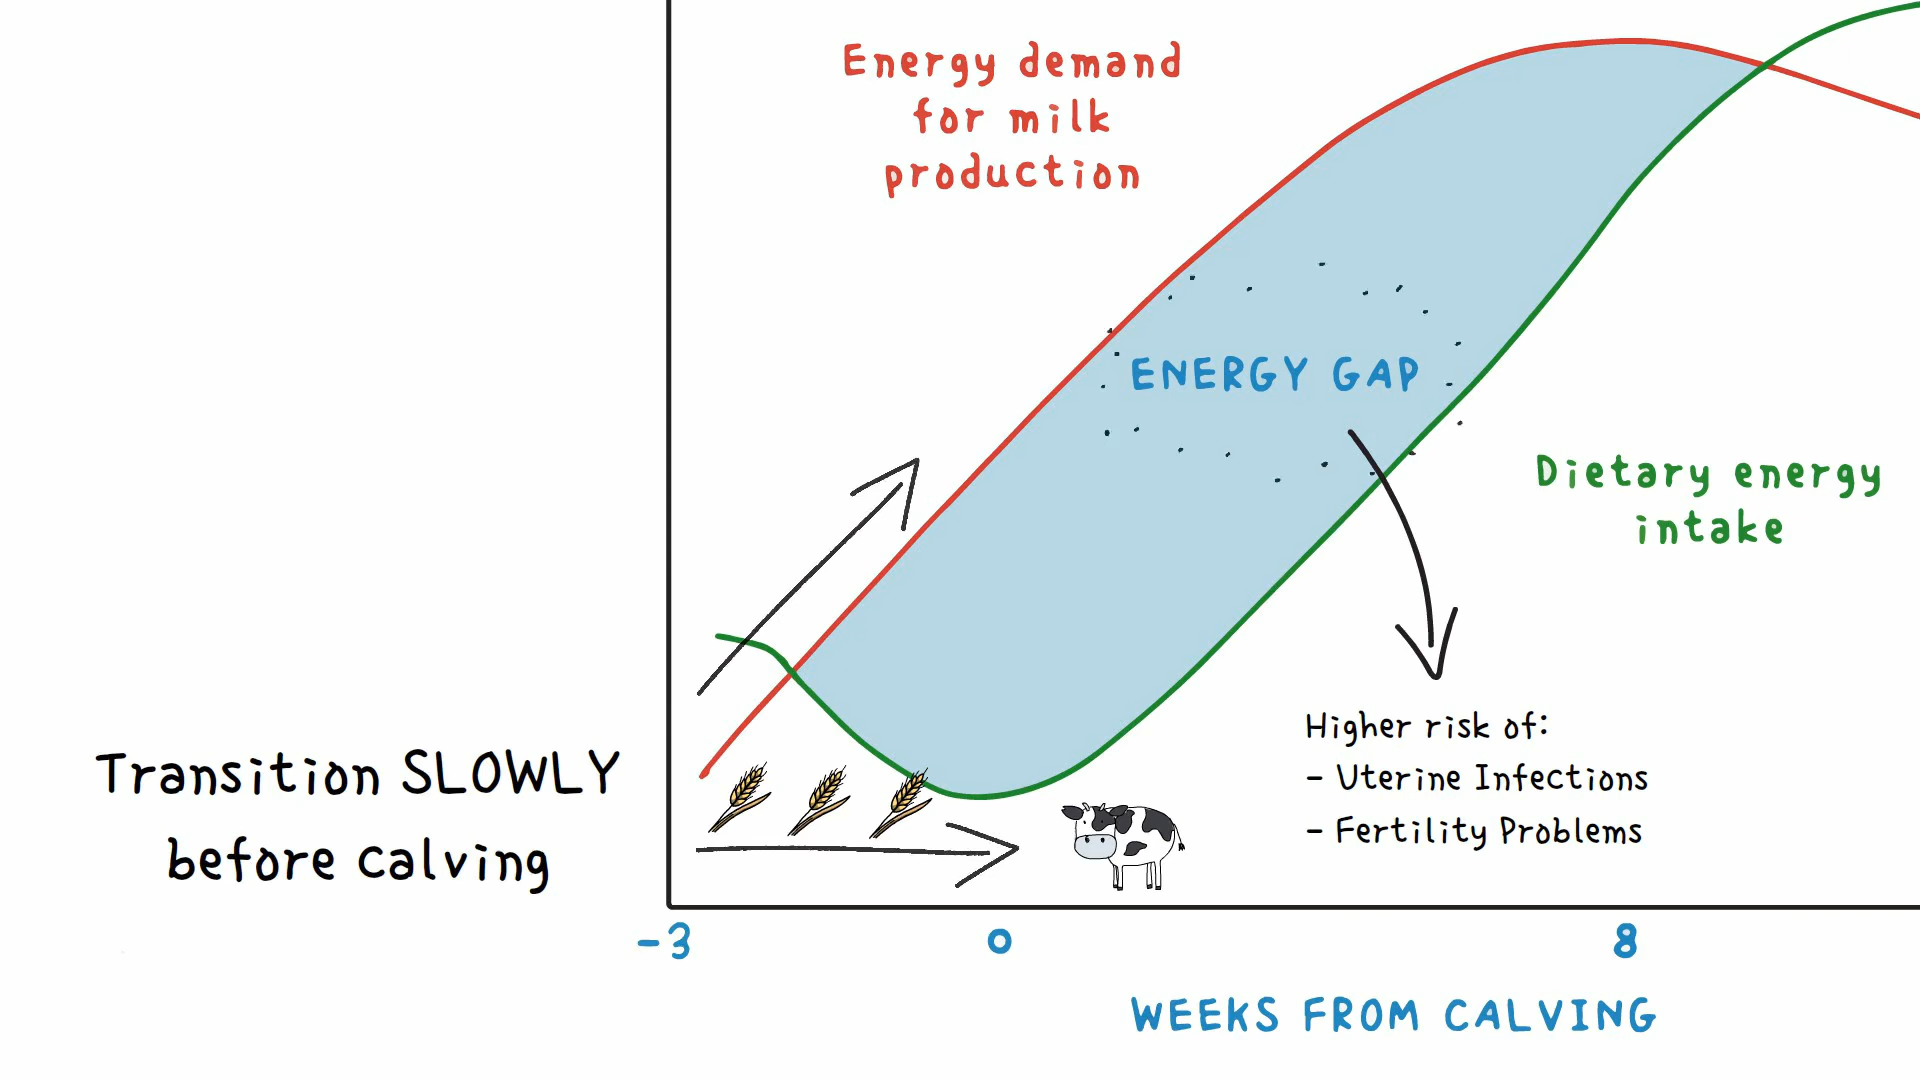 Energy demand
for milk
production
ENERGY GAP
Dietary energy
intake
Higher risk of:
- Uterine Infections
- Fertility Problems
Transition SLOWLY
before calving
-3
0
8
WEEKS FROM CALVING